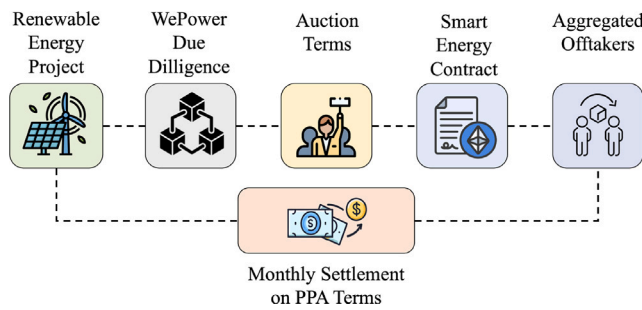 Renewable
Energy
Project
WePower
Due
Dilligence
Auction
Terms
Smart
Energy
Contract
Aggregated
Offtakers
Monthly Settlement
on PPA Terms